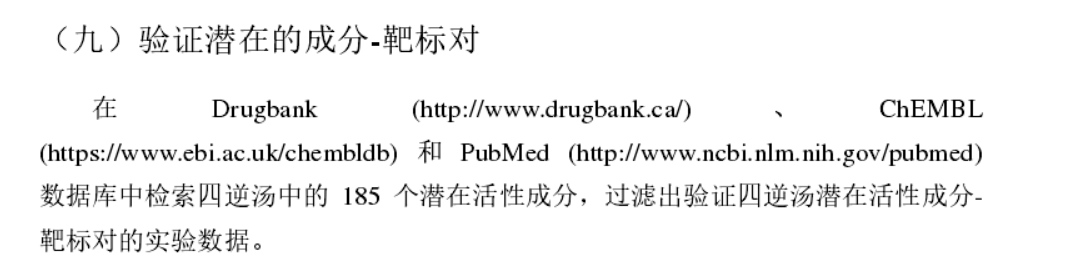 （九）验证潜在的成分-靶标对
在 Drugbank (http://www.drugbank.ca/) 、 ChEMBL
(https://www.ebi.ac.uk/chembldb) 和 PubMed (http://www.ncbi.nlm.nih.gov/pubmed)
数据库中检索四逆汤中的 185 个潜在活性成分，过滤出验证四逆汤潜在活性成分-
靶标对的实验数据。